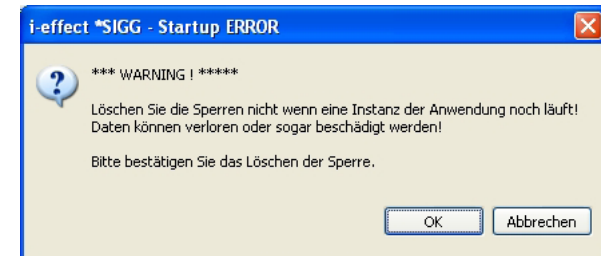 i-effect *SIGG - Startup ERROR
*** WARNING ! *****
Löschen Sie die Sperren nicht wenn eine Instanz der Anwendung noch läuft!
Daten können verloren oder sogar beschädigt werden!
Bitte bestätigen Sie das Löschen der Sperre.
OK Abbrechen